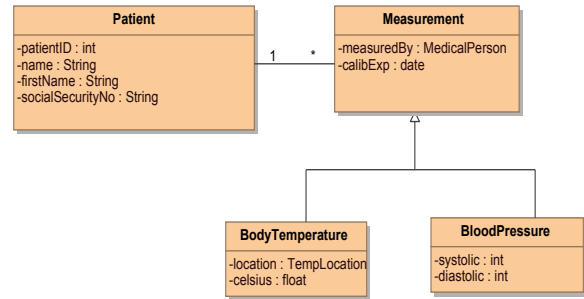 Patient
-patientID : int
-name : String
-firstName : String
-socialSecurityNo : String
1
*
Measurement
-measuredBy : MedicalPerson
-calibExp : date
BodyTemperature
-location : TempLocation
-celsius : float
BloodPressure
-systolic : int
-diastolic : int